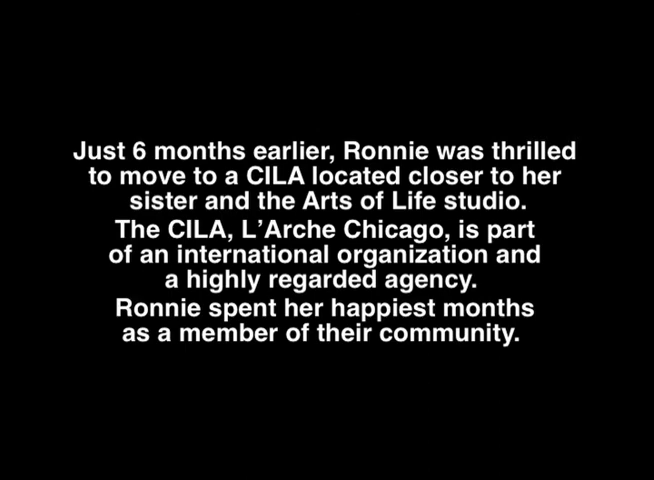 Just 6 months earlier, Ronnie was thrilled
to move to a CILA located closer to her
sister and the Arts of Life studio.
The CILA, L’Arche Chicago, is part
of an international organization and
a highly regarded agency.
Ronnie spent her happiest months
as a member of their community.